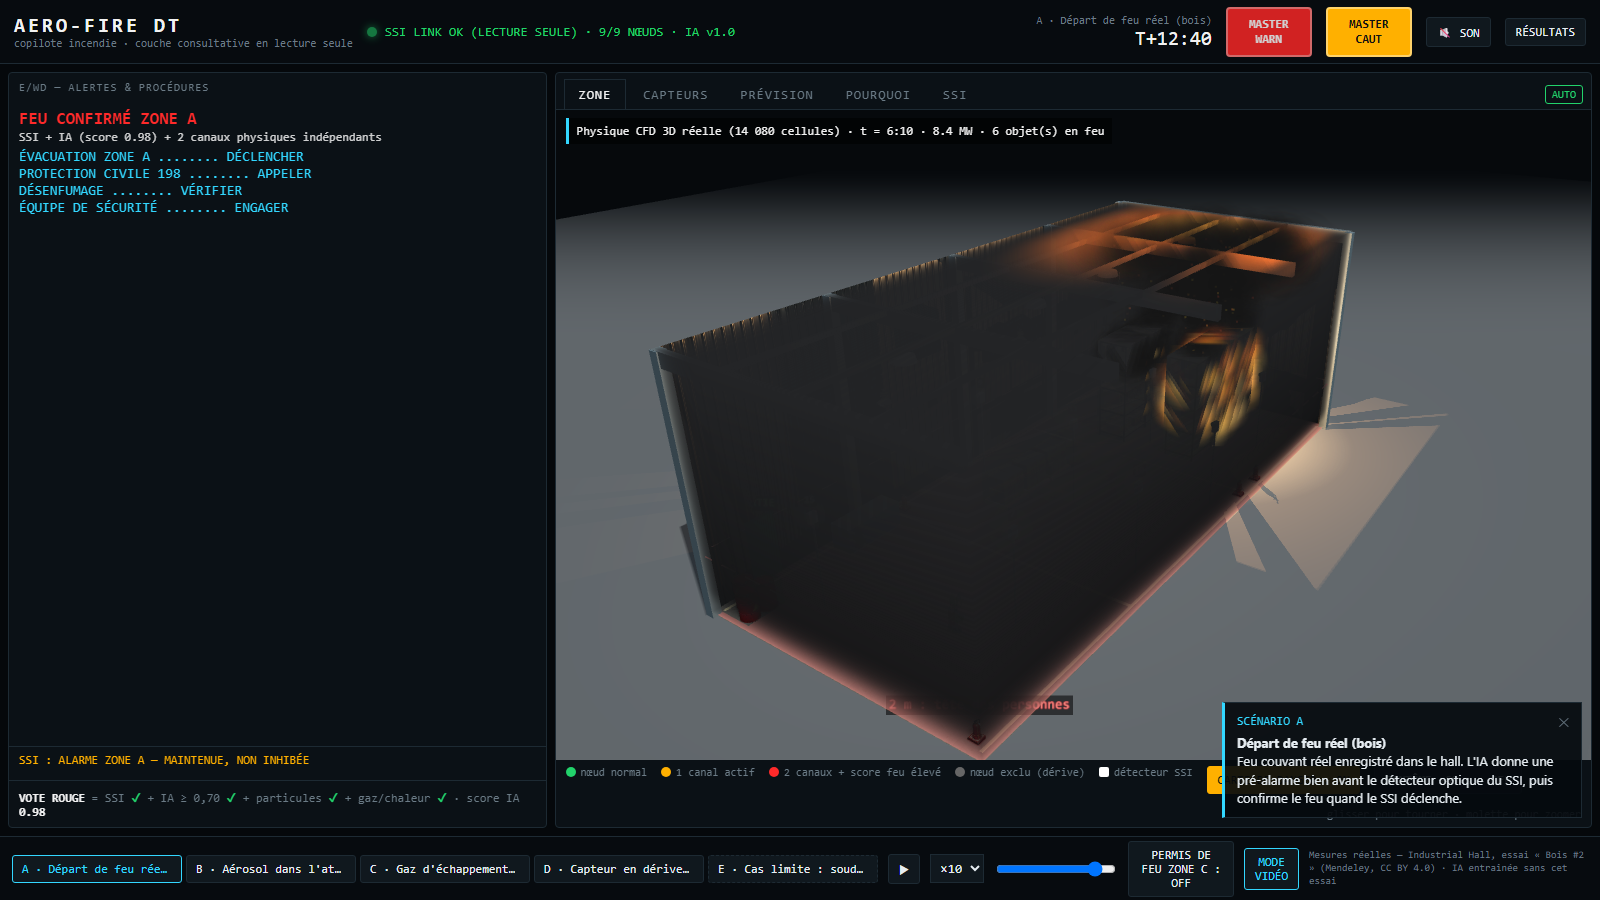 AERO-FIRE DT
copilote incendie · couche consultative en lecture seule
SSI LINK OK (LECTURE SEULE) · 9/9 NŒUDS · IA v1.0
A · Départ de feu réel (bois)
T+12:40
MASTER
WARN
MASTER
CAUT
SON
RÉSULTATS
E/WD — ALERTES & PROCÉDURES
FEU CONFIRMÉ ZONE A
SSI + IA (score 0.98) + 2 canaux physiques indépendants
ÉVACUATION ZONE A ........ DÉCLENCHER
PROTECTION CIVILE 198 ........ APPELER
DÉSENFUMAGE ........ VÉRIFIER
ÉQUIPE DE SÉCURITÉ ........ ENGAGER
SSI : ALARME ZONE A — MAINTENUE, NON INHIBÉE
VOTE ROUGE = SSI ✓ + IA ≥ 0,70 ✓ + particules ✓ + gaz/chaleur ✓ · score IA
0.98
ZONE
CAPTEURS
PRÉVISION
POURQUOI
SSI
AUTO
Physique CFD 3D réelle (14 080 cellules) · t = 6:10 · 8.4 MW · 6 objet(s) en feu
nœud normal
1 canal actif
2 canaux + score feu élevé
nœud exclu (dérive)
détecteur SSI
SCÉNARIO A
Départ de feu réel (bois)
Feu couvant réel enregistré dans le hall. L'IA donne une
pré-alarme bien avant le détecteur optique du SSI, puis
confirme le feu quand le SSI déclenche.
A · Départ de feu rée…
B · Aérosol dans l'at…
C · Gaz d'échappement…
D · Capteur en dérive…
E · Cas limite : soud…
x10
PERMIS DE
FEU ZONE C :
OFF
MODE
VIDÉO
Mesures réelles — Industrial Hall, essai « Bois #2
» (Mendeley, CC BY 4.0) · IA entraînée sans cet
essai